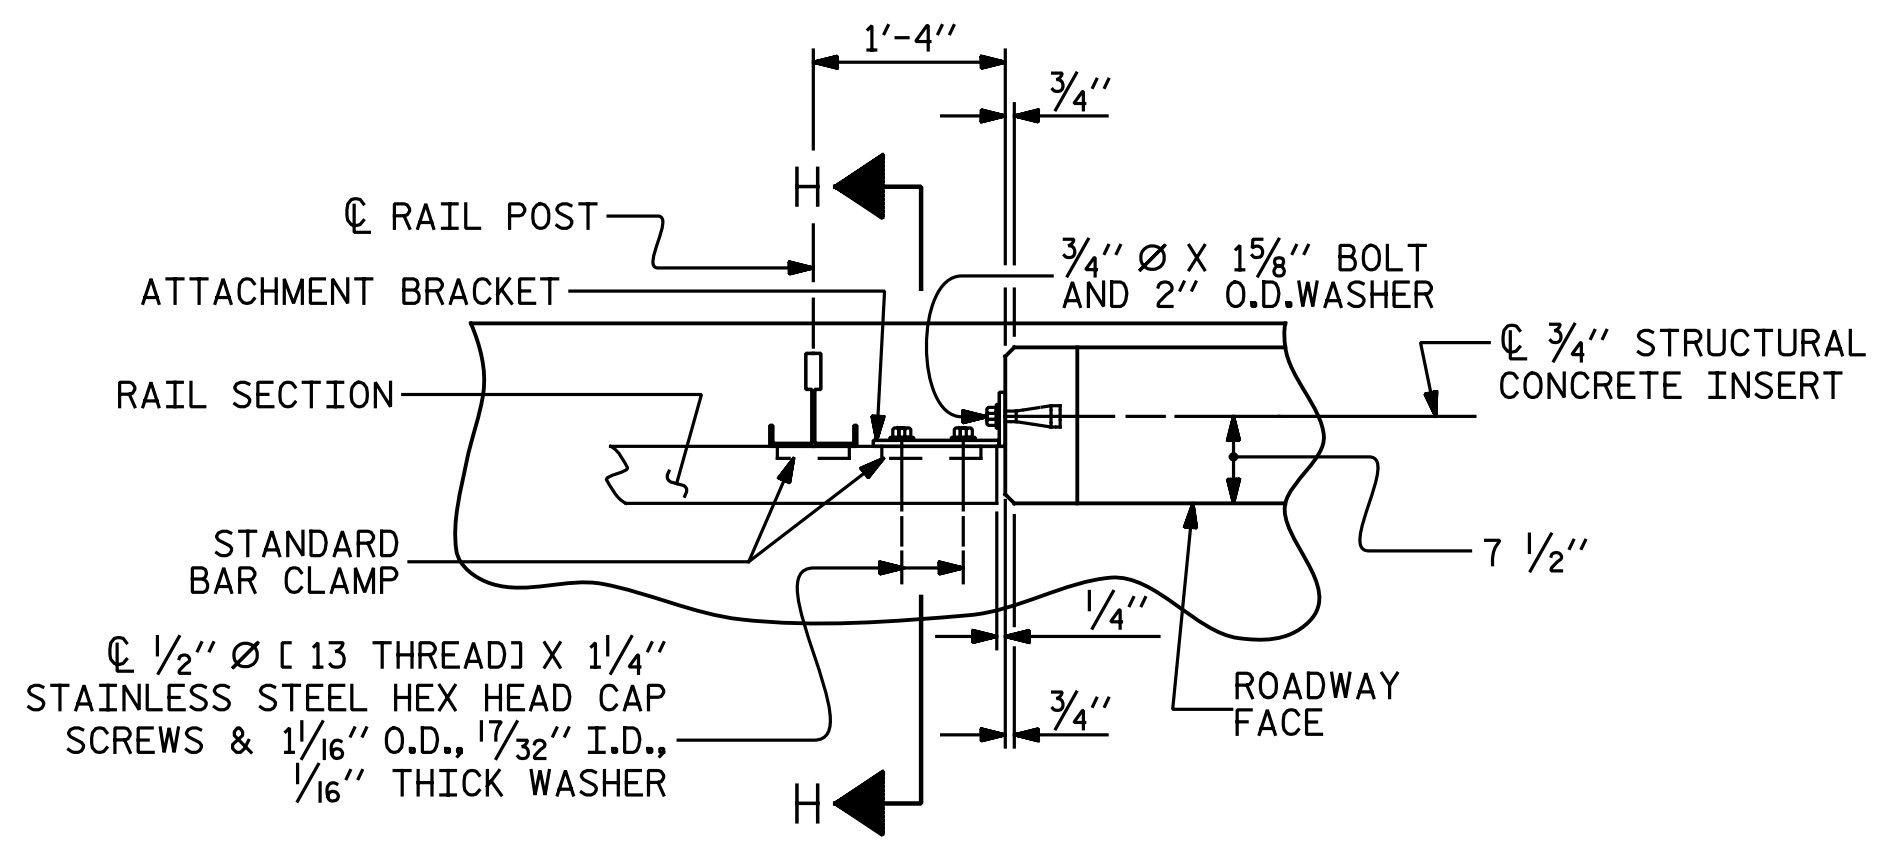 1'-4"
3/4"
H
℄ RAIL POST
3/4" Ø X 1 5/8" BOLT
AND 2" O.D.WASHER
ATTACHMENT BRACKET
℄ 3/4" STRUCTURAL
CONCRETE INSERT
RAIL SECTION
STANDARD
BAR CLAMP
7 1/2"
1/4"
℄ 1/2" Ø [ 13 THREAD] X 1 1/4"
STAINLESS STEEL HEX HEAD CAP
SCREWS & 1 1/16" O.D., 17/32" I.D.,
1/16" THICK WASHER
3/4"
ROADWAY
FACE
H